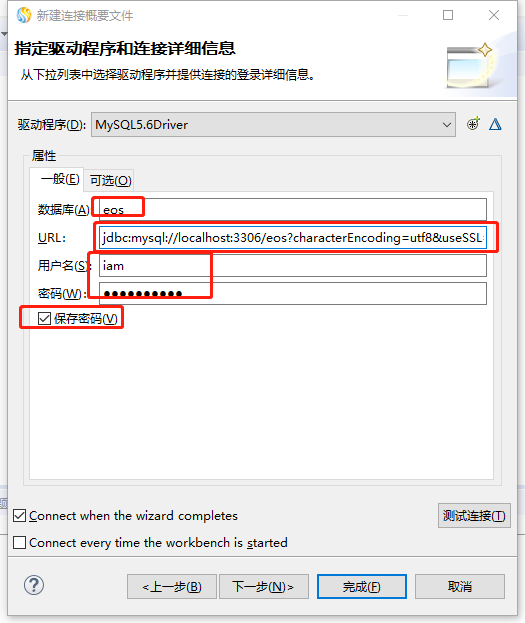 新建连接概要文件
指定驱动程序和连接详细信息
从下拉列表中选择驱动程序并提供连接的登录详细信息。
驱动程序(D): MySQL5.6Driver
属性
一般(E) 可选(O)
数据库(A) eos
URL: jdbc:mysql://localhost:3306/eos?characterEncoding=utf8&useSSL=
用户名(S): iam
密码(W): ●●●●●●●●●●
保存密码(V)
Connect when the wizard completes
测试连接(T)
Connect every time the workbench is started
<上一步(B) 下一步(N)> 完成(F) 取消